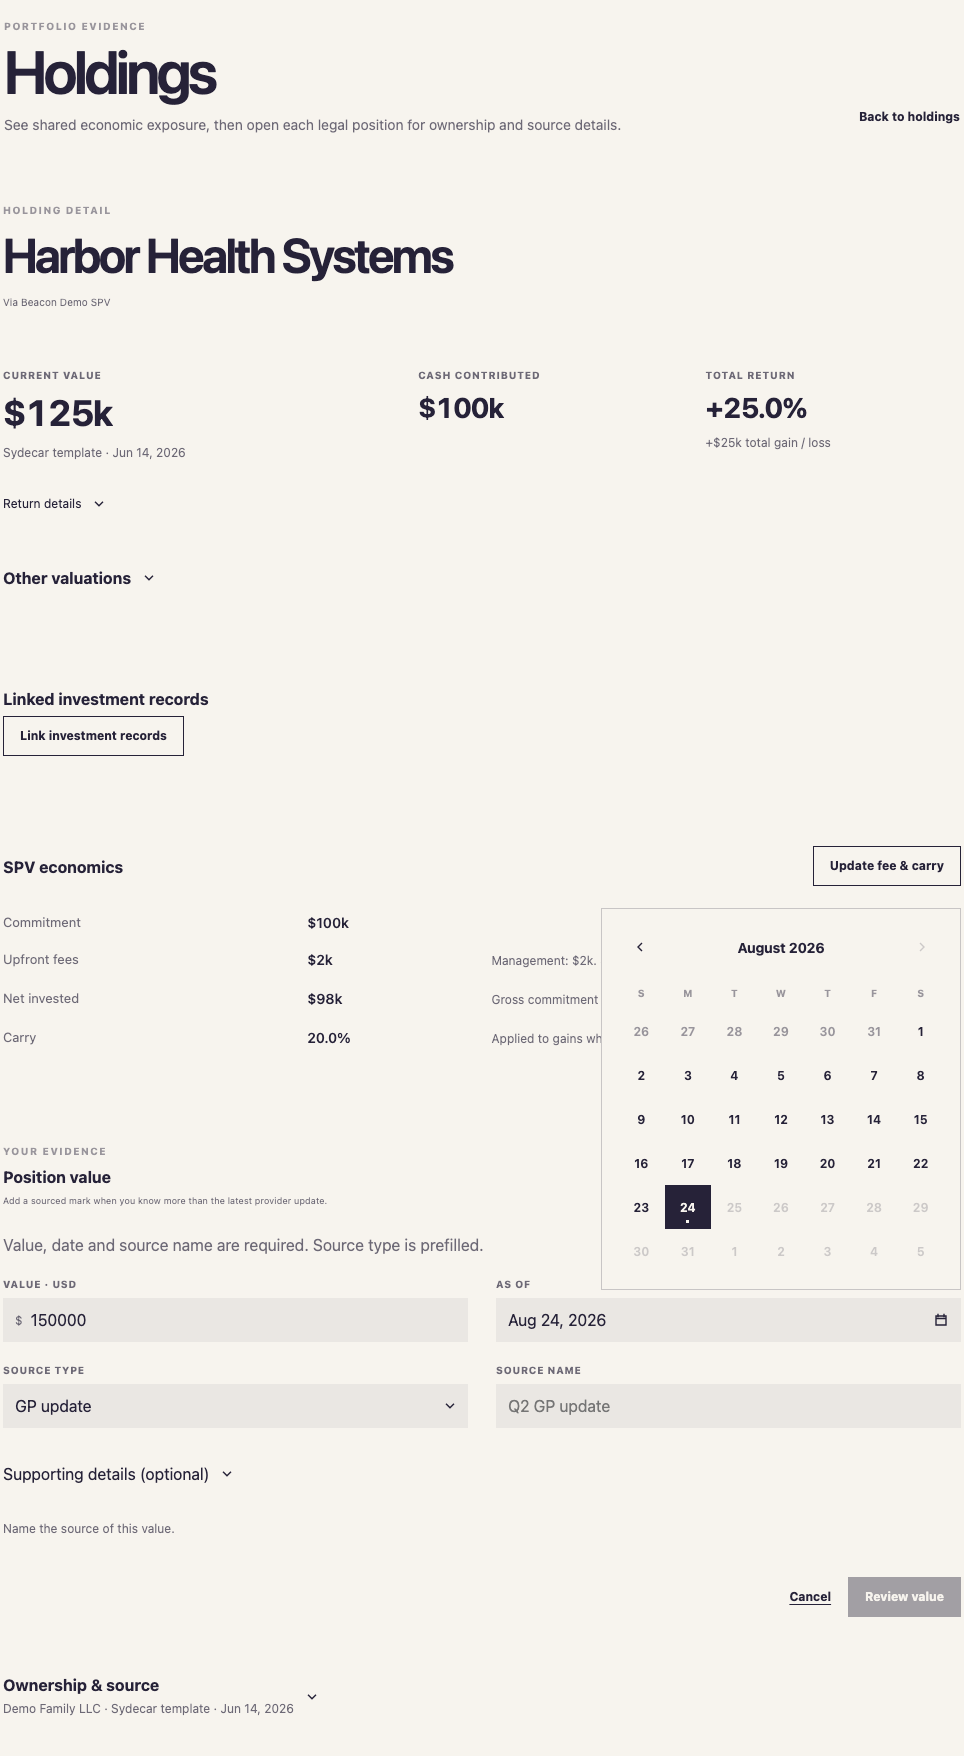 PORTFOLIO EVIDENCE
Holdings
See shared economic exposure, then open each legal position for ownership and source details.
Back to holdings
HOLDING DETAIL
Harbor Health Systems
Via Beacon Demo SPV
CURRENT VALUE
$125k
Sydecar template · Jun 14, 2026
CASH CONTRIBUTED
$100k
TOTAL RETURN
+25.0%
+$25k total gain / loss
Return details
Other valuations
Linked investment records
Link investment records
SPV economics
Update fee & carry
Commitment $100k
Upfront fees $2k Management: $2k.
Net invested $98k Gross commitment
Carry 20.0% Applied to gains wh
August 2026
S M T W T F S
26 27 28 29 30 31 1
2 3 4 5 6 7 8
9 10 11 12 13 14 15
16 17 18 19 20 21 22
23 24 25 26 27 28 29
30 31 1 2 3 4 5
YOUR EVIDENCE
Position value
Add a sourced mark when you know more than the latest provider update.
Value, date and source name are required. Source type is prefilled.
VALUE · USD
$ 150000
AS OF
Aug 24, 2026
SOURCE TYPE
GP update
SOURCE NAME
Q2 GP update
Supporting details (optional)
Name the source of this value.
Cancel
Review value
Ownership & source
Demo Family LLC · Sydecar template · Jun 14, 2026